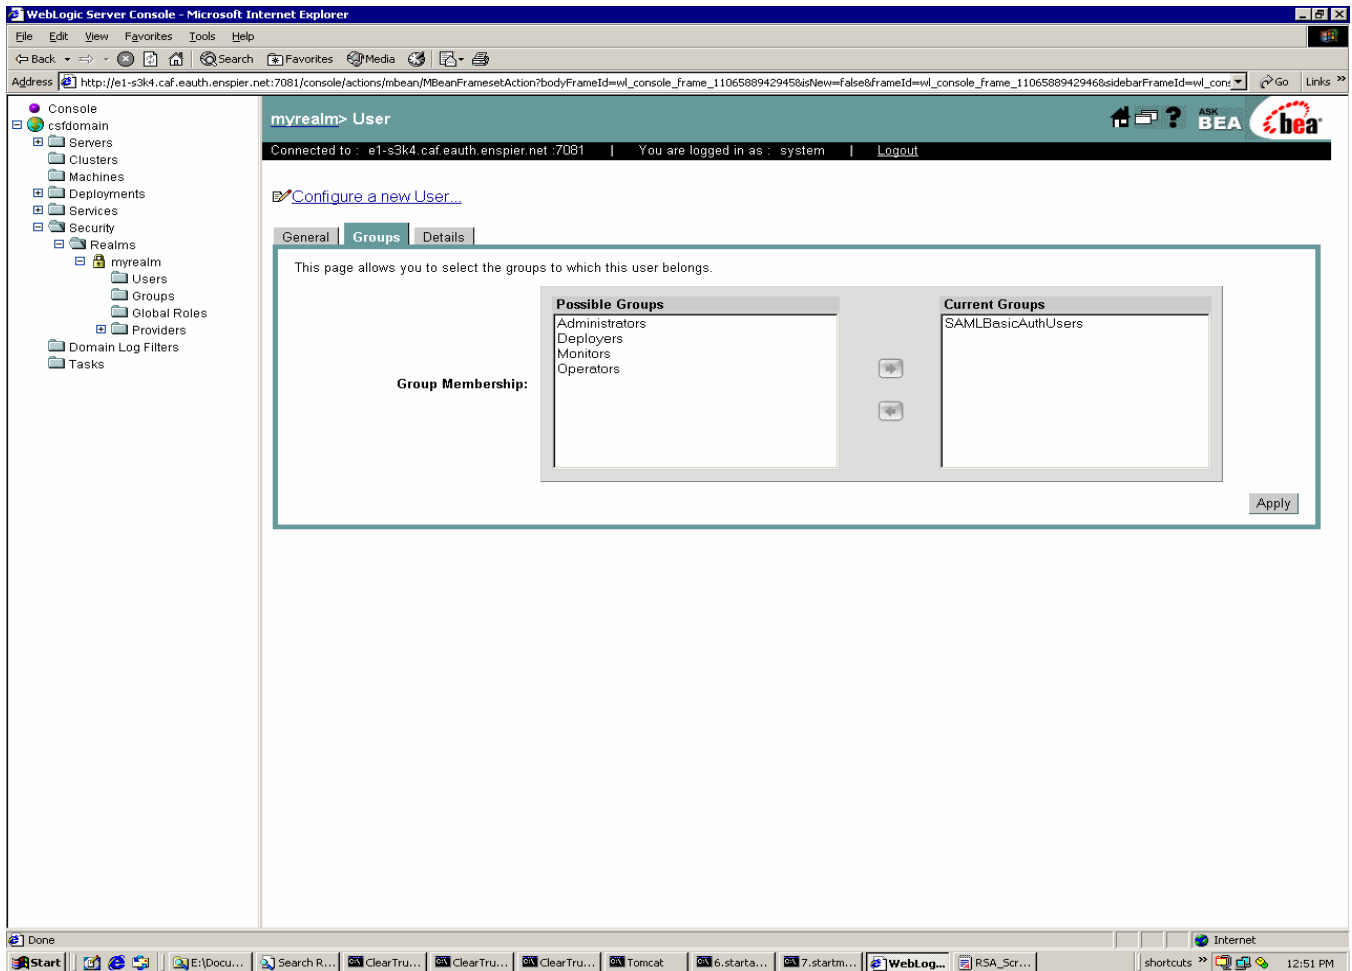 WebLogic Server Console - Microsoft Internet Explorer
File Edit View Favorites Tools Help
Back Search Favorites Media
Address http://e1-s3k4.caf.eauth.enspier.net:7081/console/actions/mbean/MBeanFramesetAction?bodyFrameId=wl_console_frame_1106588942945&isNew=false&frameId=wl_console_frame_1106588942946&sidebarFrameId=wl_cons Go Links »
Console
csfdomain
Servers
Clusters
Machines
Deployments
Services
Security
Realms
myrealm
Users
Groups
Global Roles
Providers
Domain Log Filters
Tasks
myrealm> User
? ASK BEA bea
Connected to : e1-s3k4.caf.eauth.enspier.net :7081 | You are logged in as : system | Logout
Configure a new User...
General Groups Details
This page allows you to select the groups to which this user belongs.
Group Membership:
Possible Groups
Administrators
Deployers
Monitors
Operators
Current Groups
SAMLBasicAuthUsers
Apply
Done Internet
Start E:\Docu... Search R... ClearTru... ClearTru... ClearTru... Tomcat 6.starta... 7.startm... WebLog... RSA_Scr... shortcuts » 12:51 PM